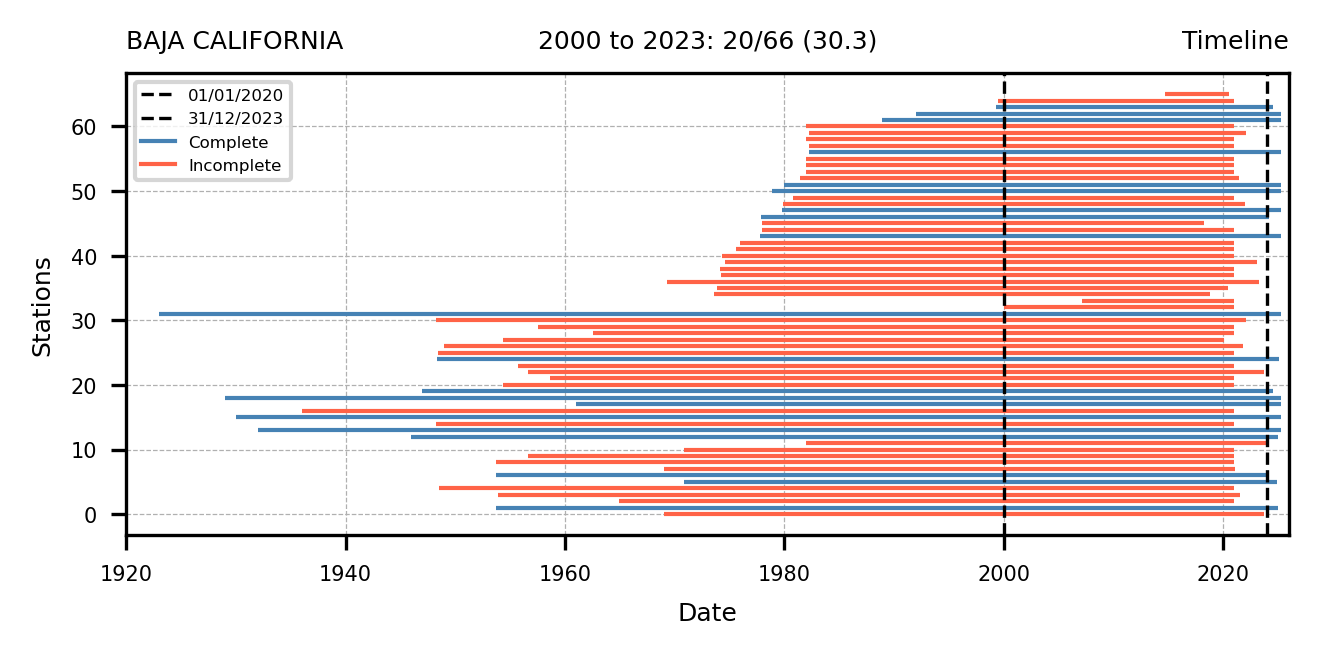 BAJA CALIFORNIA
2000 to 2023: 20/66 (30.3)
Timeline
01/01/2020
31/12/2023
Complete
Incomplete
60
50
40
30
20
10
0
Stations
1920
1940
1960
1980
2000
2020
Date